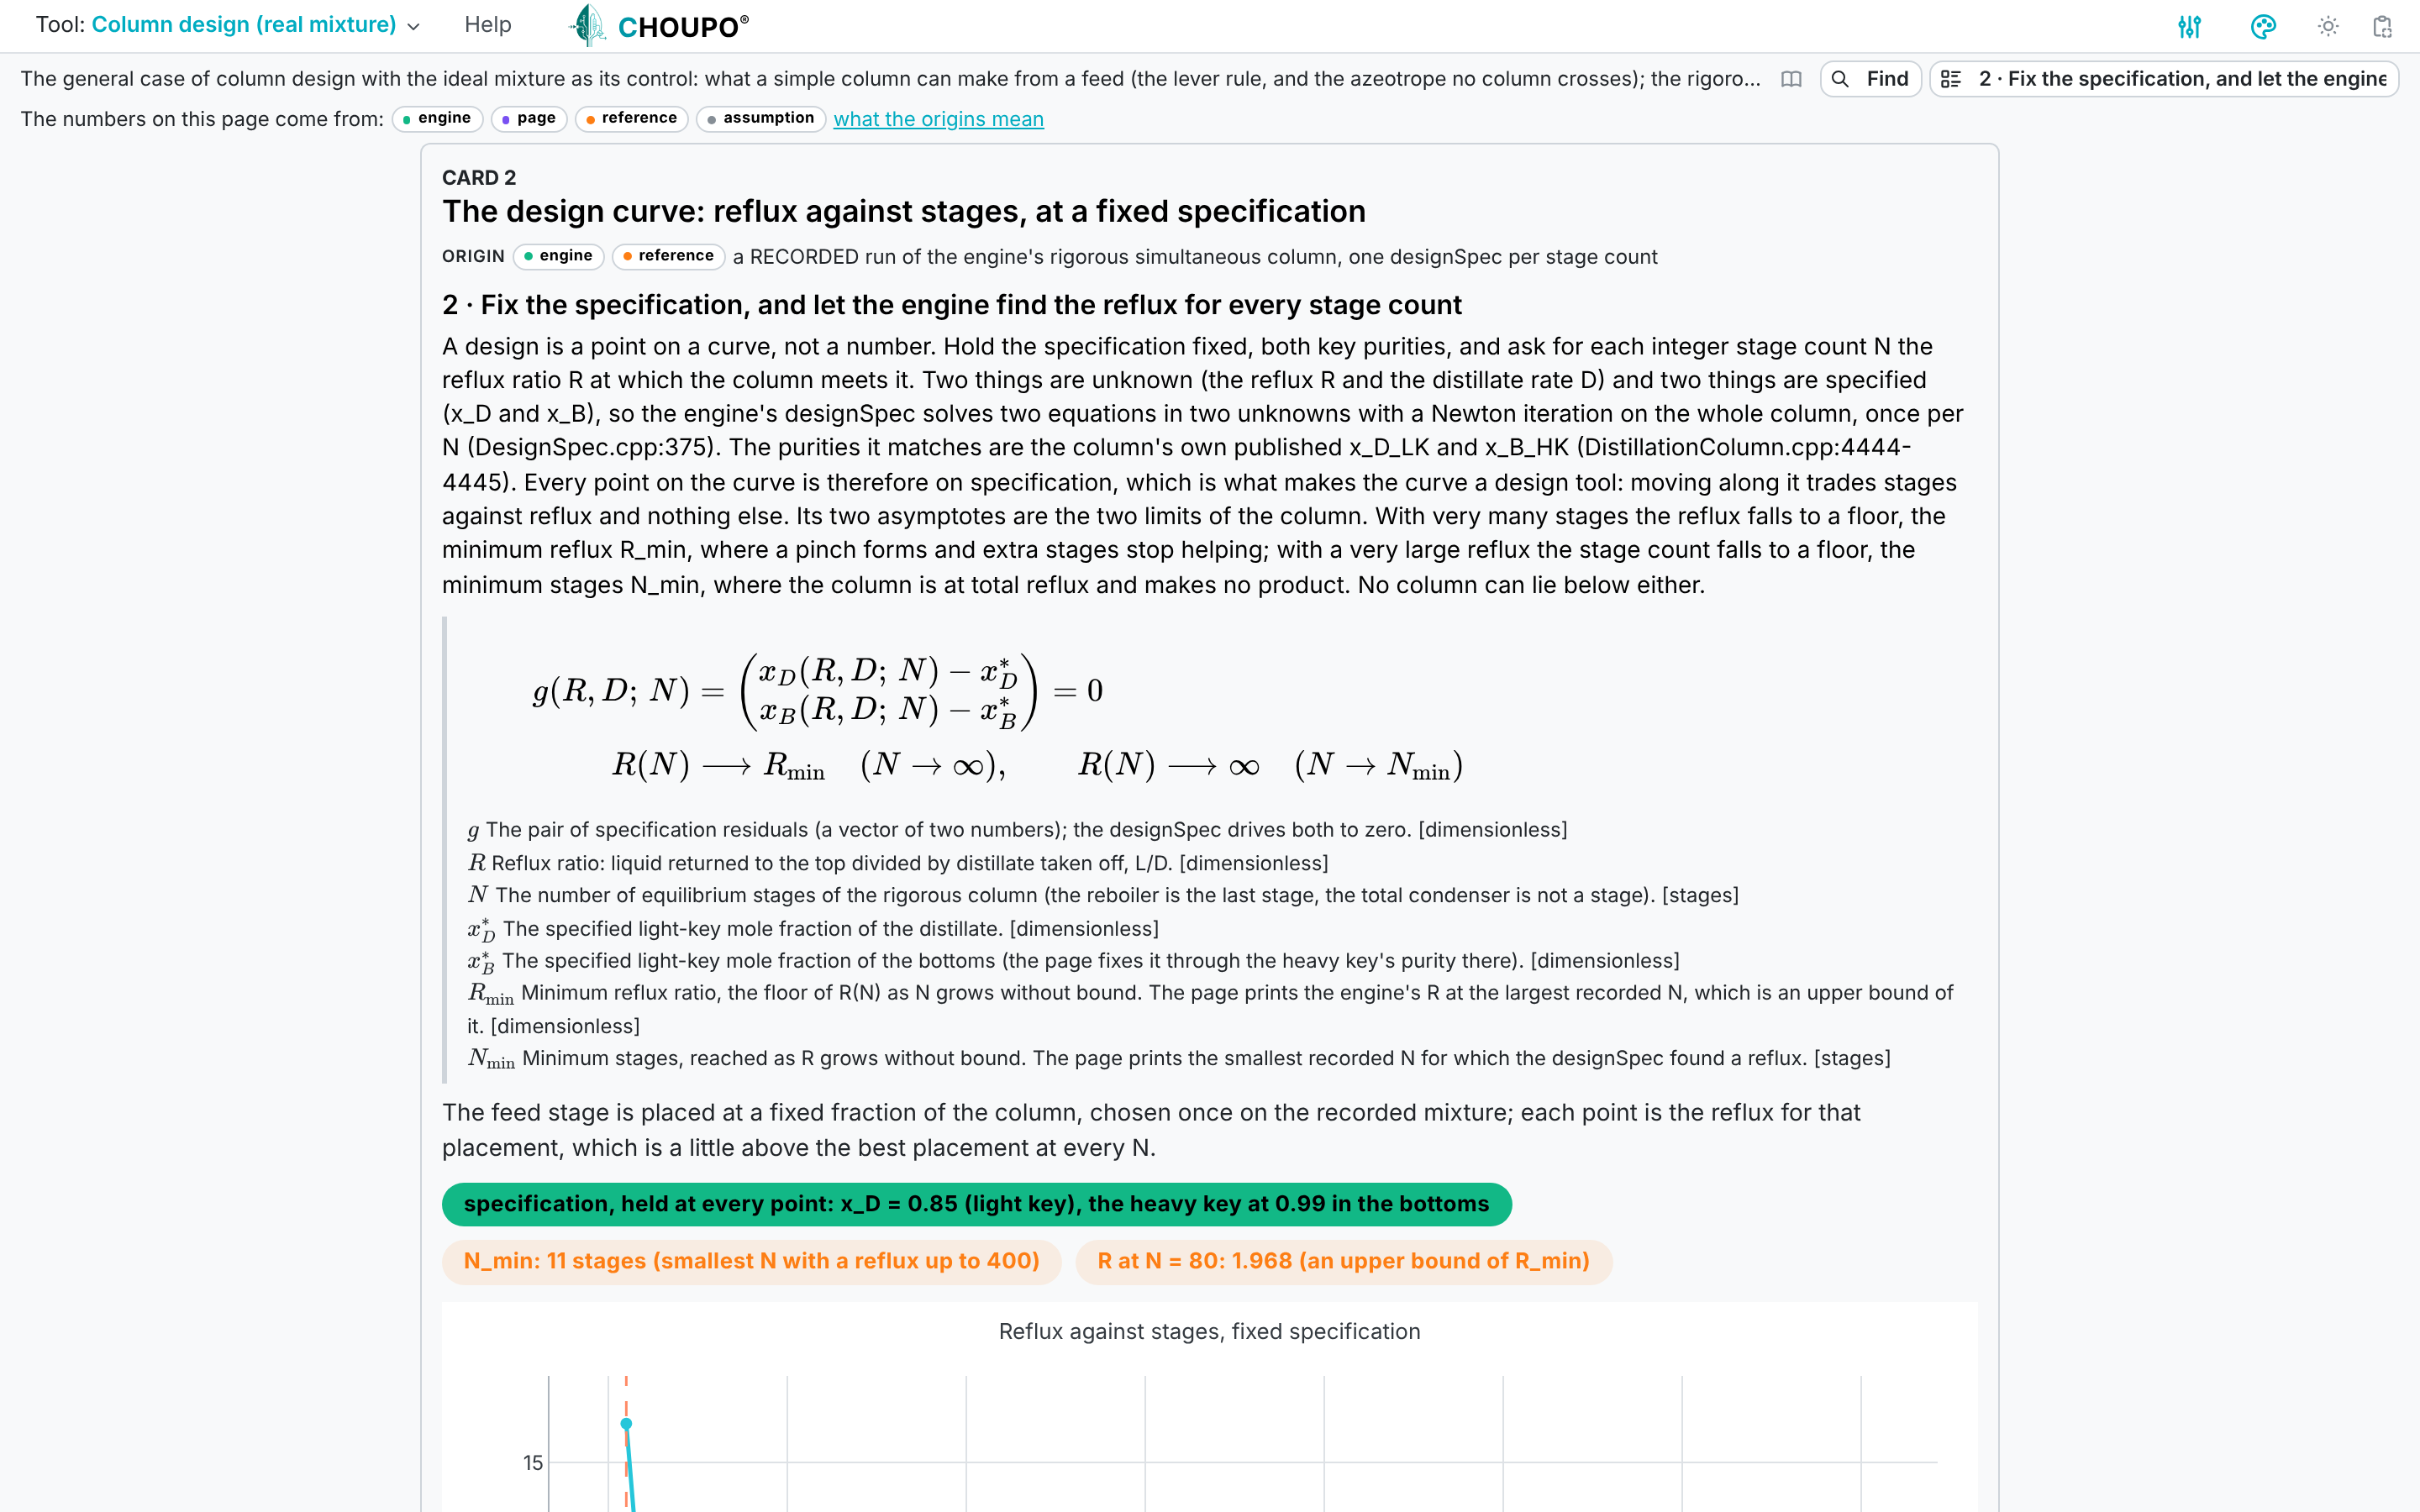 Tool: Column design (real mixture) Help CHOUPO®
The general case of column design with the ideal mixture as its control: what a simple column can make from a feed (the lever rule, and the azeotrope no column crosses); the rigoro... Find 2 · Fix the specification, and let the engine
The numbers on this page come from: engine page reference assumption what the origins mean
CARD 2
The design curve: reflux against stages, at a fixed specification
ORIGIN engine reference a RECORDED run of the engine's rigorous simultaneous column, one designSpec per stage count
2 · Fix the specification, and let the engine find the reflux for every stage count
A design is a point on a curve, not a number. Hold the specification fixed, both key purities, and ask for each integer stage count N the
reflux ratio R at which the column meets it. Two things are unknown (the reflux R and the distillate rate D) and two things are specified
(x_D and x_B), so the engine's designSpec solves two equations in two unknowns with a Newton iteration on the whole column, once per
N (DesignSpec.cpp:375). The purities it matches are the column's own published x_D_LK and x_B_HK (DistillationColumn.cpp:4444-
4445). Every point on the curve is therefore on specification, which is what makes the curve a design tool: moving along it trades stages
against reflux and nothing else. Its two asymptotes are the two limits of the column. With very many stages the reflux falls to a floor, the
minimum reflux R_min, where a pinch forms and extra stages stop helping; with a very large reflux the stage count falls to a floor, the
minimum stages N_min, where the column is at total reflux and makes no product. No column can lie below either.
g(R, D; N) = ( x_D(R, D; N) − x_D^* ; x_B(R, D; N) − x_B^* ) = 0
R(N) ⟶ R_min (N → ∞), R(N) ⟶ ∞ (N → N_min)
g The pair of specification residuals (a vector of two numbers); the designSpec drives both to zero. [dimensionless]
R Reflux ratio: liquid returned to the top divided by distillate taken off, L/D. [dimensionless]
N The number of equilibrium stages of the rigorous column (the reboiler is the last stage, the total condenser is not a stage). [stages]
x_D^* The specified light-key mole fraction of the distillate. [dimensionless]
x_B^* The specified light-key mole fraction of the bottoms (the page fixes it through the heavy key's purity there). [dimensionless]
R_min Minimum reflux ratio, the floor of R(N) as N grows without bound. The page prints the engine's R at the largest recorded N, which is an upper bound of
it. [dimensionless]
N_min Minimum stages, reached as R grows without bound. The page prints the smallest recorded N for which the designSpec found a reflux. [stages]
The feed stage is placed at a fixed fraction of the column, chosen once on the recorded mixture; each point is the reflux for that
placement, which is a little above the best placement at every N.
specification, held at every point: x_D = 0.85 (light key), the heavy key at 0.99 in the bottoms
N_min: 11 stages (smallest N with a reflux up to 400) R at N = 80: 1.968 (an upper bound of R_min)
Reflux against stages, fixed specification
15